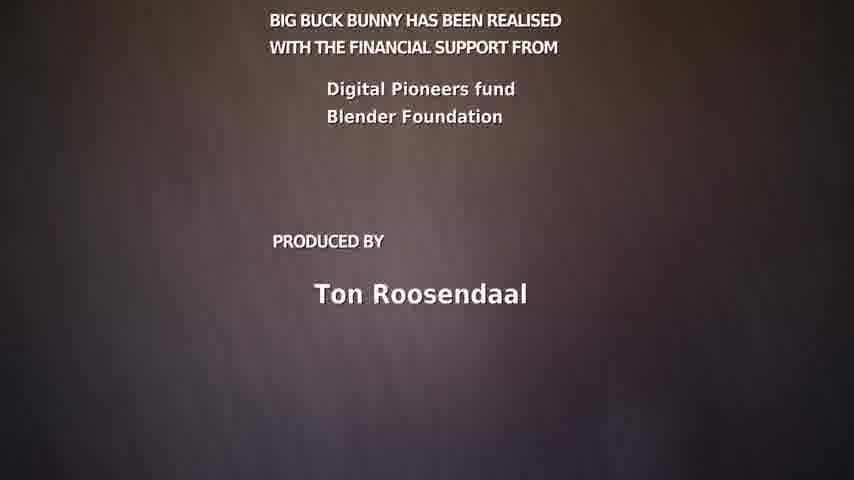 BIG BUCK BUNNY HAS BEEN REALISED
WITH THE FINANCIAL SUPPORT FROM
Digital Pioneers fund
Blender Foundation
PRODUCED BY
Ton Roosendaal